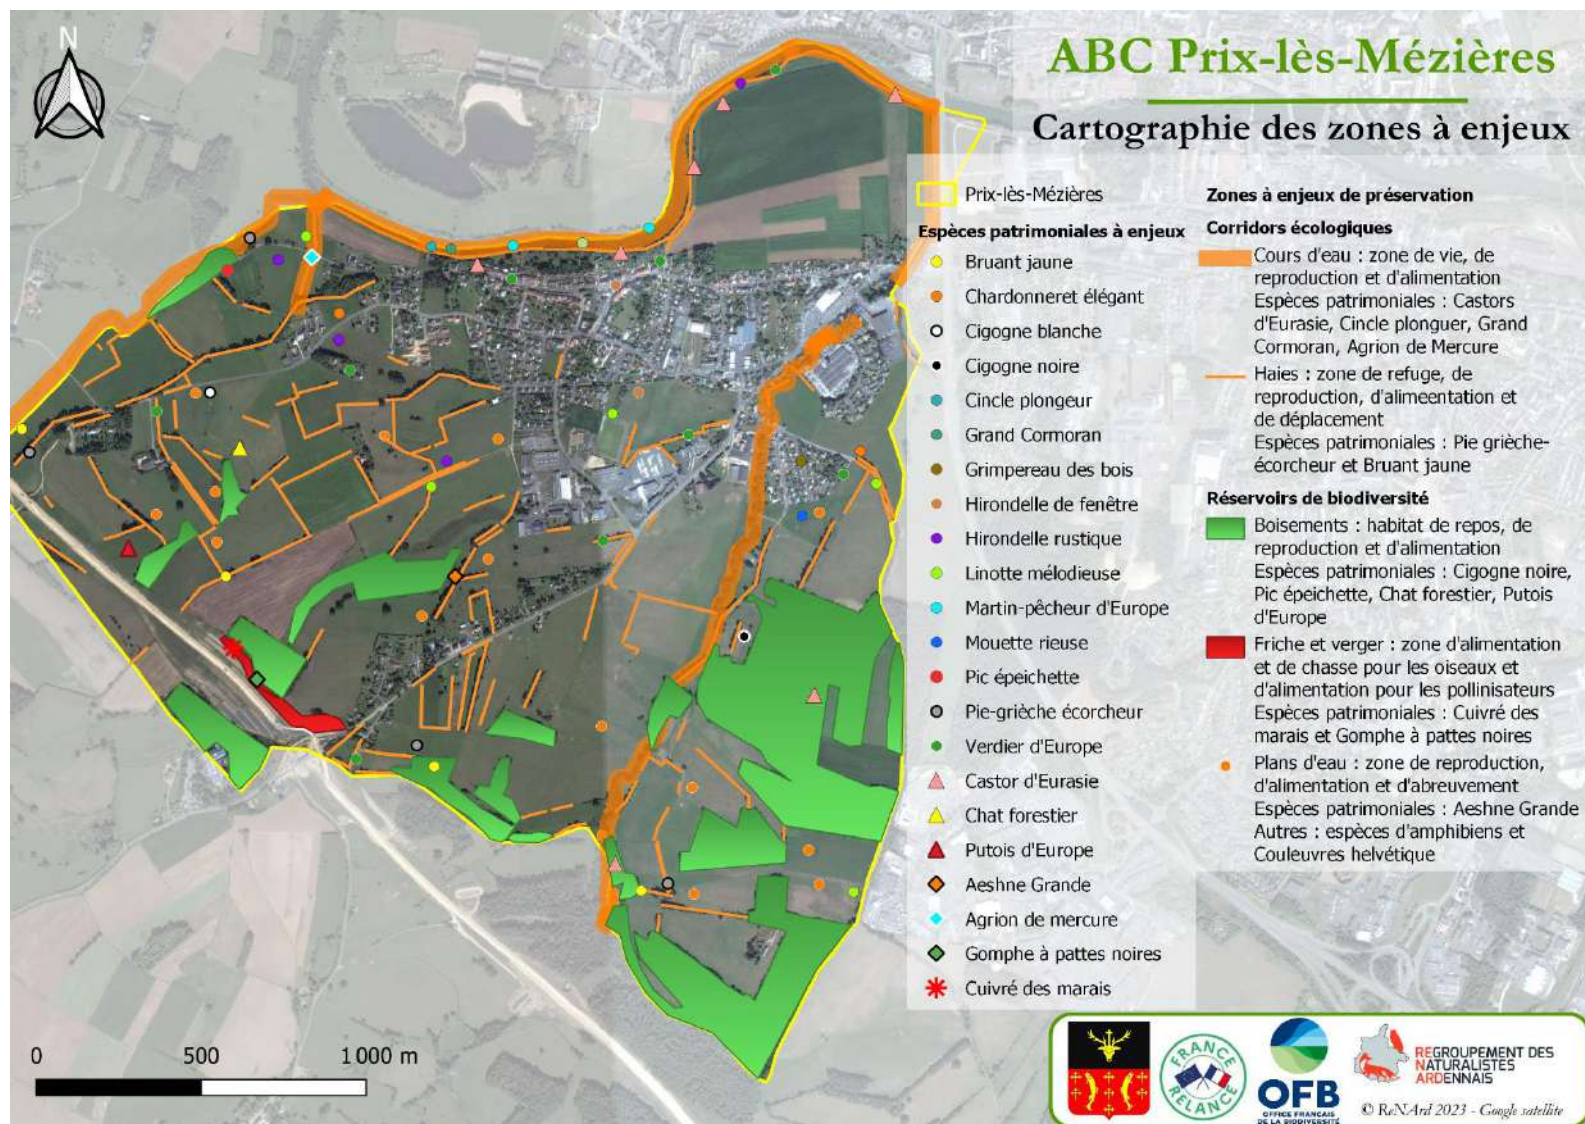 N
ABC Prix-lès-Mézières
Cartographie des zones à enjeux
Prix-lès-Mézières
Espèces patrimoniales à enjeux
Bruant jaune
Chardonneret élégant
Cigogne blanche
Cigogne noire
Cincle plongeur
Grand Cormoran
Grimpereau des bois
Hirondelle de fenêtre
Hirondelle rustique
Linotte mélodieuse
Martin-pêcheur d'Europe
Mouette rieuse
Pic épeichette
Pie-grièche écorcheur
Verdier d'Europe
Castor d'Eurasie
Chat forestier
Putois d'Europe
Aeshne Grande
Agrion de mercure
Gomphe à pattes noires
Cuivré des marais
Zones à enjeux de préservation
Corridors écologiques
Cours d'eau : zone de vie, de
reproduction et d'alimentation
Espèces patrimoniales : Castors
d'Eurasie, Cincle plonguer, Grand
Cormoran, Agrion de Mercure
Haies : zone de refuge, de
reproduction, d'alimeentation et
de déplacement
Espèces patrimoniales : Pie grièche-
écorcheur et Bruant jaune
Réservoirs de biodiversité
Boisements : habitat de repos, de
reproduction et d'alimentation
Espèces patrimoniales : Cigogne noire,
Pic épeichette, Chat forestier, Putois
d'Europe
Friche et verger : zone d'alimentation
et de chasse pour les oiseaux et
d'alimentation pour les pollinisateurs
Espèces patrimoniales : Cuivré des
marais et Gomphe à pattes noires
Plans d'eau : zone de reproduction,
d'alimentation et d'abreuvement
Espèces patrimoniales : Aeshne Grande
Autres : espèces d'amphibiens et
Couleuvres helvétique
0 500 1 000 m
FRANCE
RELANCE
OFB
OFFICE FRANÇAIS
DE LA BIODIVERSITÉ
REGROUPEMENT DES
NATURALISTES
ARDENNAIS
© ReNArd 2023 - Google satellite